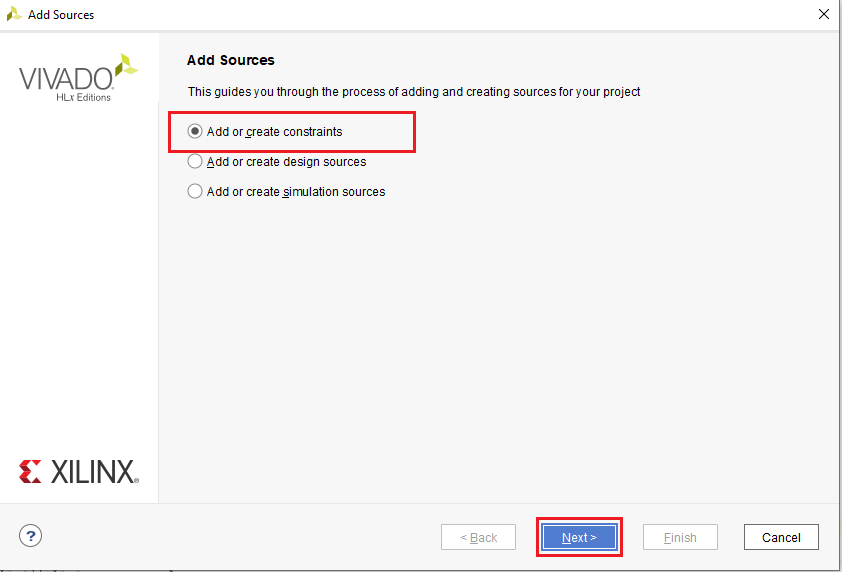 Add Sources
VIVADO
HLx Editions
Add Sources
This guides you through the process of adding and creating sources for your project
Add or create constraints
Add or create design sources
Add or create simulation sources
XILINX
?
< Back
Next >
Finish
Cancel